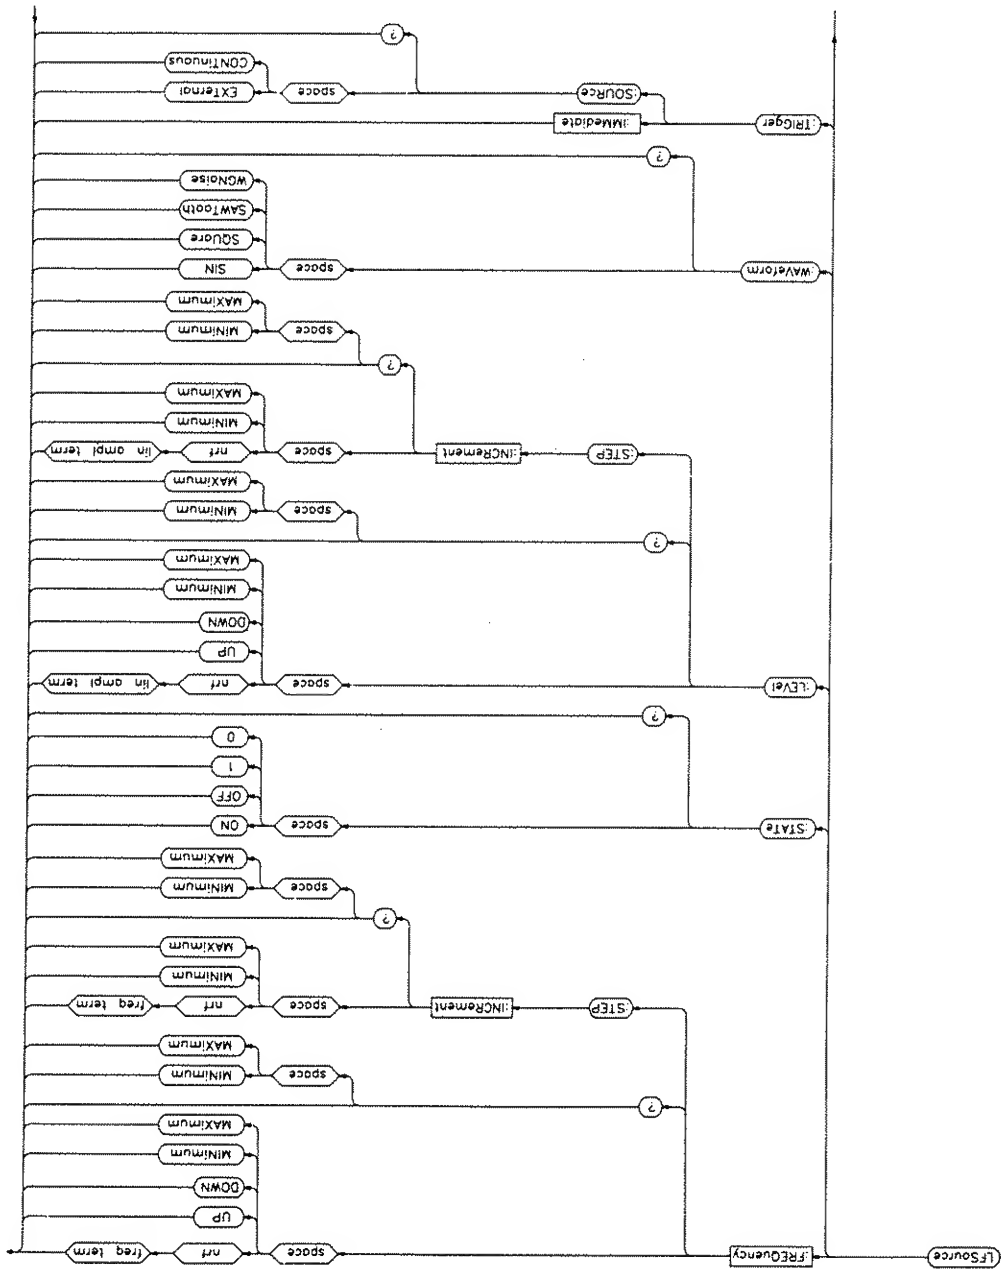 LFSource :FREQuency space nrf freq term
UP
DOWN
MINimum
MAXimum
?
space MINimum
MAXimum
:STEP :INCRement space nrf freq term
MINimum
MAXimum
?
space MINimum
MAXimum
:STATe space ON
OFF
1
0
?
:LEVel space nrf lin ampl term
UP
DOWN
MINimum
MAXimum
?
space MINimum
MAXimum
:STEP :INCRement space nrf lin ampl term
MINimum
MAXimum
?
space MINimum
MAXimum
:WAVeform space SIN
SQUare
SAWTooth
WGNoise
?
:TRIGger :IMMediate
:SOURce space EXTernal
CONTinuous
?